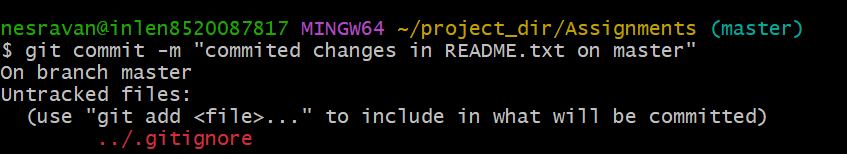 nesravan@inlen8520087817 MINGW64 ~/project_dir/Assignments (master)
$ git commit -m "commited changes in README.txt on master"
On branch master
Untracked files:
  (use "git add <file>..." to include in what will be committed)
        ../.gitignore